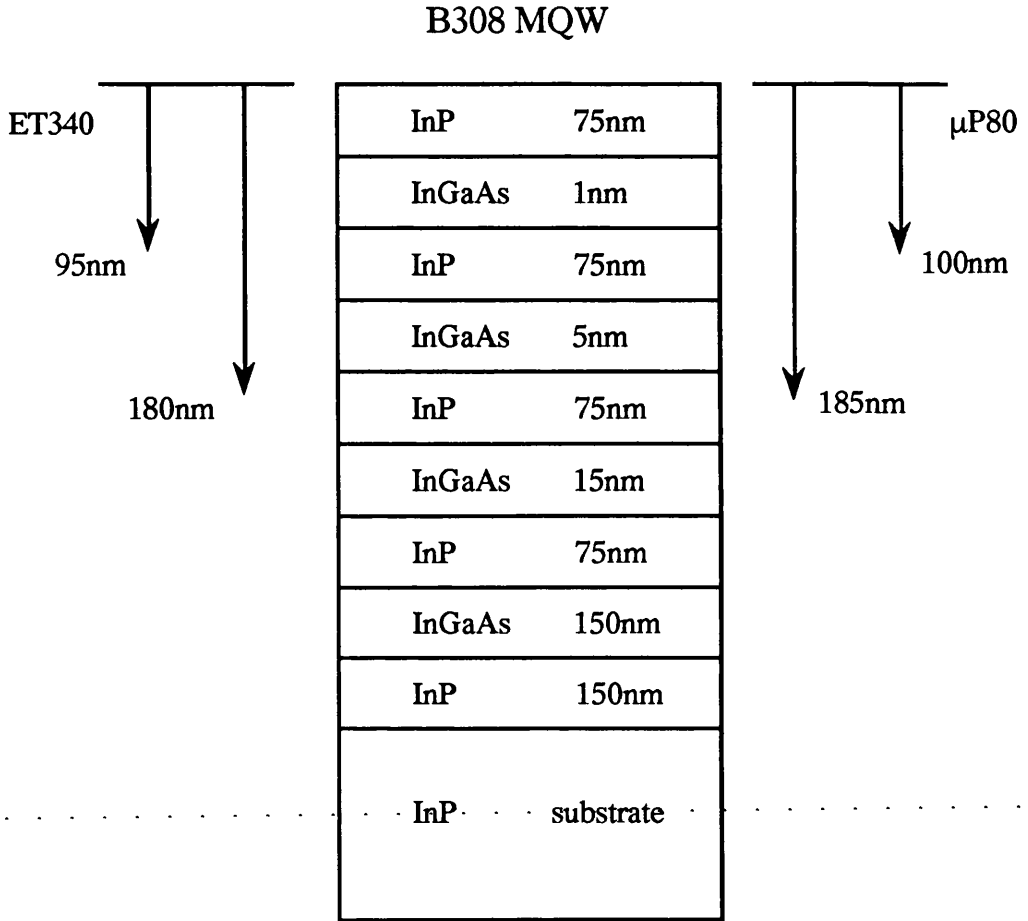 B308 MQW
ET340
InP 75nm
µP80
InGaAs 1nm
95nm
InP 75nm
100nm
InGaAs 5nm
180nm
InP 75nm
185nm
InGaAs 15nm
InP 75nm
InGaAs 150nm
InP 150nm
InP substrate